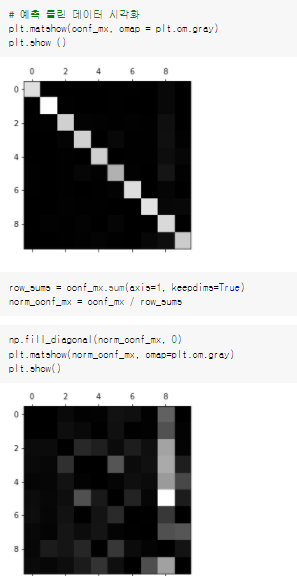 # 예측 틀린 데이터 시각화
plt.matshow(conf_mx, cmap = plt.cm.gray)
plt.show ()
0 2 4 6 8
0
2
4
6
8
row_sums = conf_mx.sum(axis=1, keepdims=True)
norm_conf_mx = conf_mx / row_sums
np.fill_diagonal(norm_conf_mx, 0)
plt.matshow(norm_conf_mx, cmap=plt.cm.gray)
plt.show()
0 2 4 6 8
0
2
4
6
8